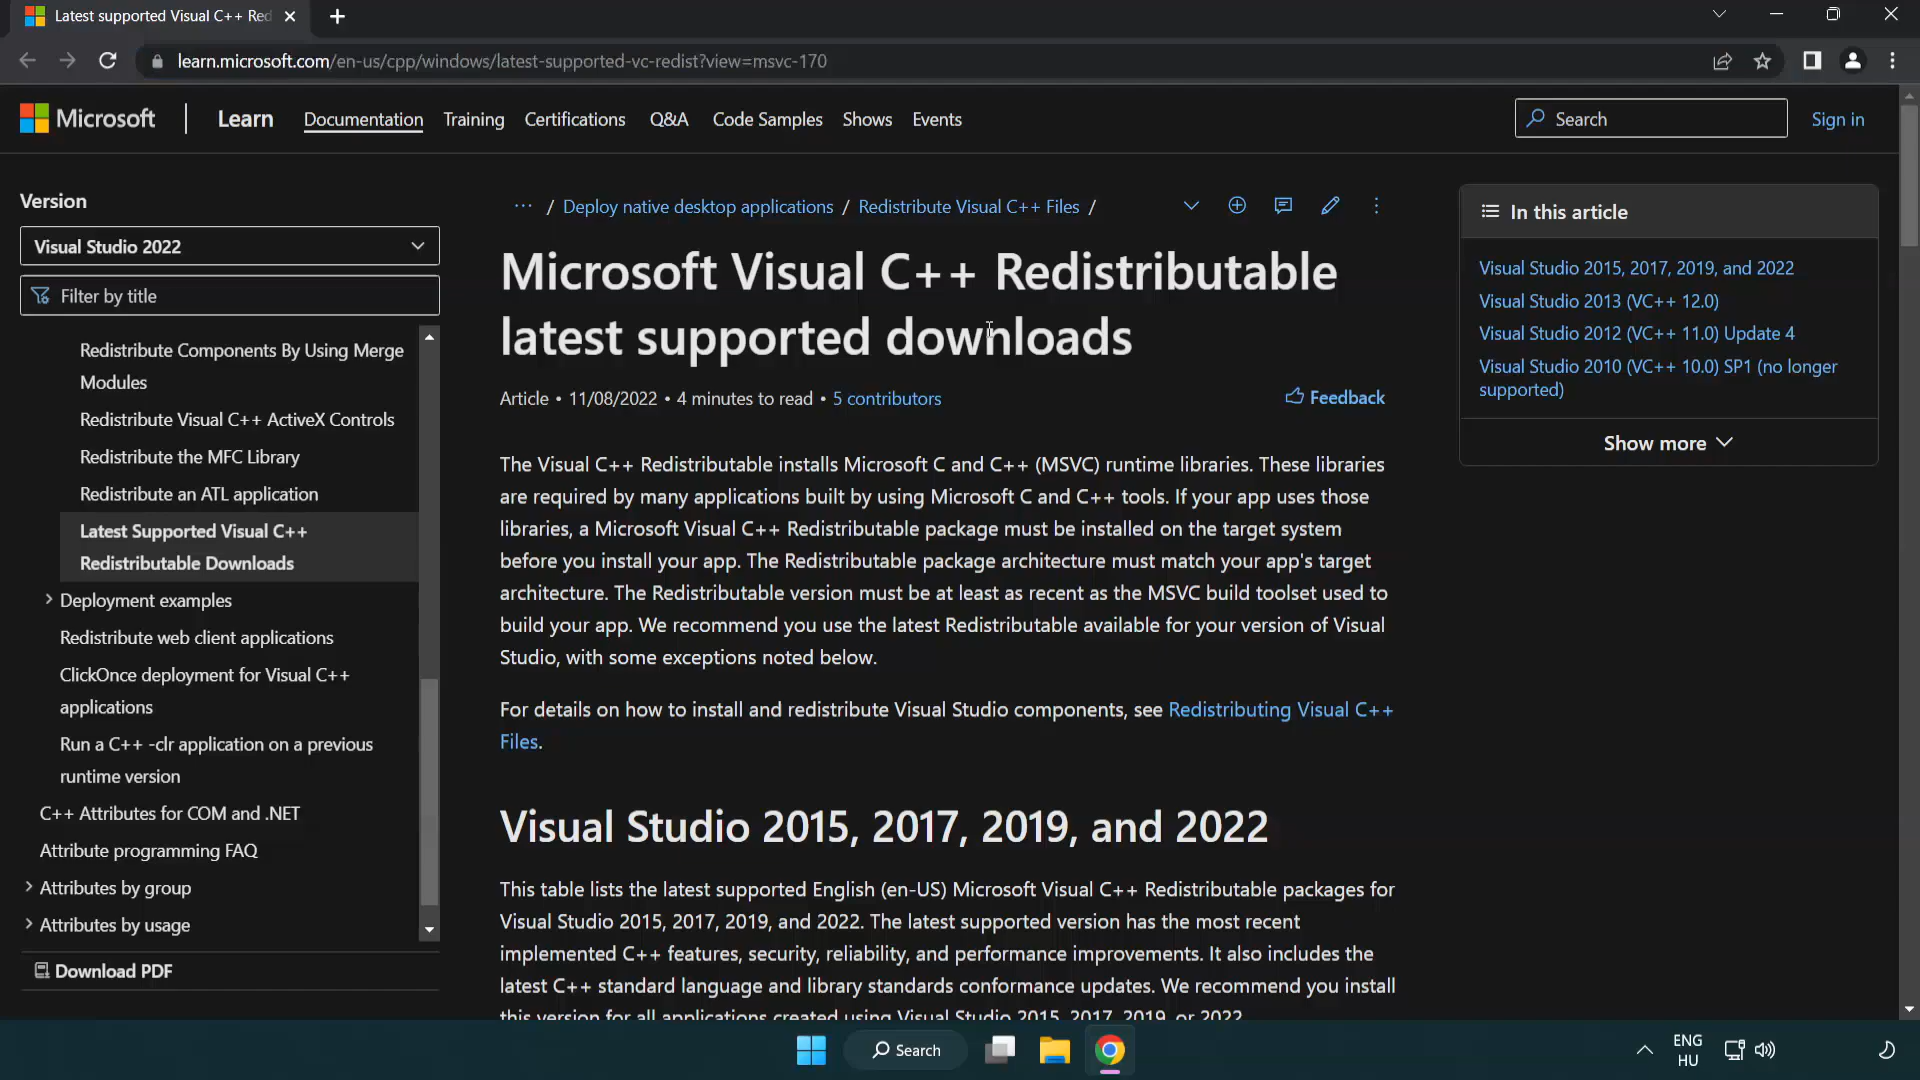 Latest supported Visual C++ Red
learn.microsoft.com/en-us/cpp/windows/latest-supported-vc-redist?view=msvc-170
Microsoft
Learn
Documentation
Training
Certifications
Q&A
Code Samples
Shows
Events
Search
Sign in
Version
Visual Studio 2022
Filter by title
Redistribute Components By Using Merge
Modules
Redistribute Visual C++ ActiveX Controls
Redistribute the MFC Library
Redistribute an ATL application
Latest Supported Visual C++
Redistributable Downloads
Deployment examples
Redistribute web client applications
ClickOnce deployment for Visual C++
applications
Run a C++ -clr application on a previous
runtime version
C++ Attributes for COM and .NET
Attribute programming FAQ
Attributes by group
Attributes by usage
Download PDF
... / Deploy native desktop applications / Redistribute Visual C++ Files /
Microsoft Visual C++ Redistributable
latest supported downloads
Article • 11/08/2022 • 4 minutes to read • 5 contributors
Feedback
The Visual C++ Redistributable installs Microsoft C and C++ (MSVC) runtime libraries. These libraries
are required by many applications built by using Microsoft C and C++ tools. If your app uses those
libraries, a Microsoft Visual C++ Redistributable package must be installed on the target system
before you install your app. The Redistributable package architecture must match your app's target
architecture. The Redistributable version must be at least as recent as the MSVC build toolset used to
build your app. We recommend you use the latest Redistributable available for your version of Visual
Studio, with some exceptions noted below.
For details on how to install and redistribute Visual Studio components, see Redistributing Visual C++
Files.
Visual Studio 2015, 2017, 2019, and 2022
This table lists the latest supported English (en-US) Microsoft Visual C++ Redistributable packages for
Visual Studio 2015, 2017, 2019, and 2022. The latest supported version has the most recent
implemented C++ features, security, reliability, and performance improvements. It also includes the
latest C++ standard language and library standards conformance updates. We recommend you install
this version for all applications created using Visual Studio 2015, 2017, 2019, or 2022.
In this article
Visual Studio 2015, 2017, 2019, and 2022
Visual Studio 2013 (VC++ 12.0)
Visual Studio 2012 (VC++ 11.0) Update 4
Visual Studio 2010 (VC++ 10.0) SP1 (no longer
supported)
Show more
Search
ENG
HU